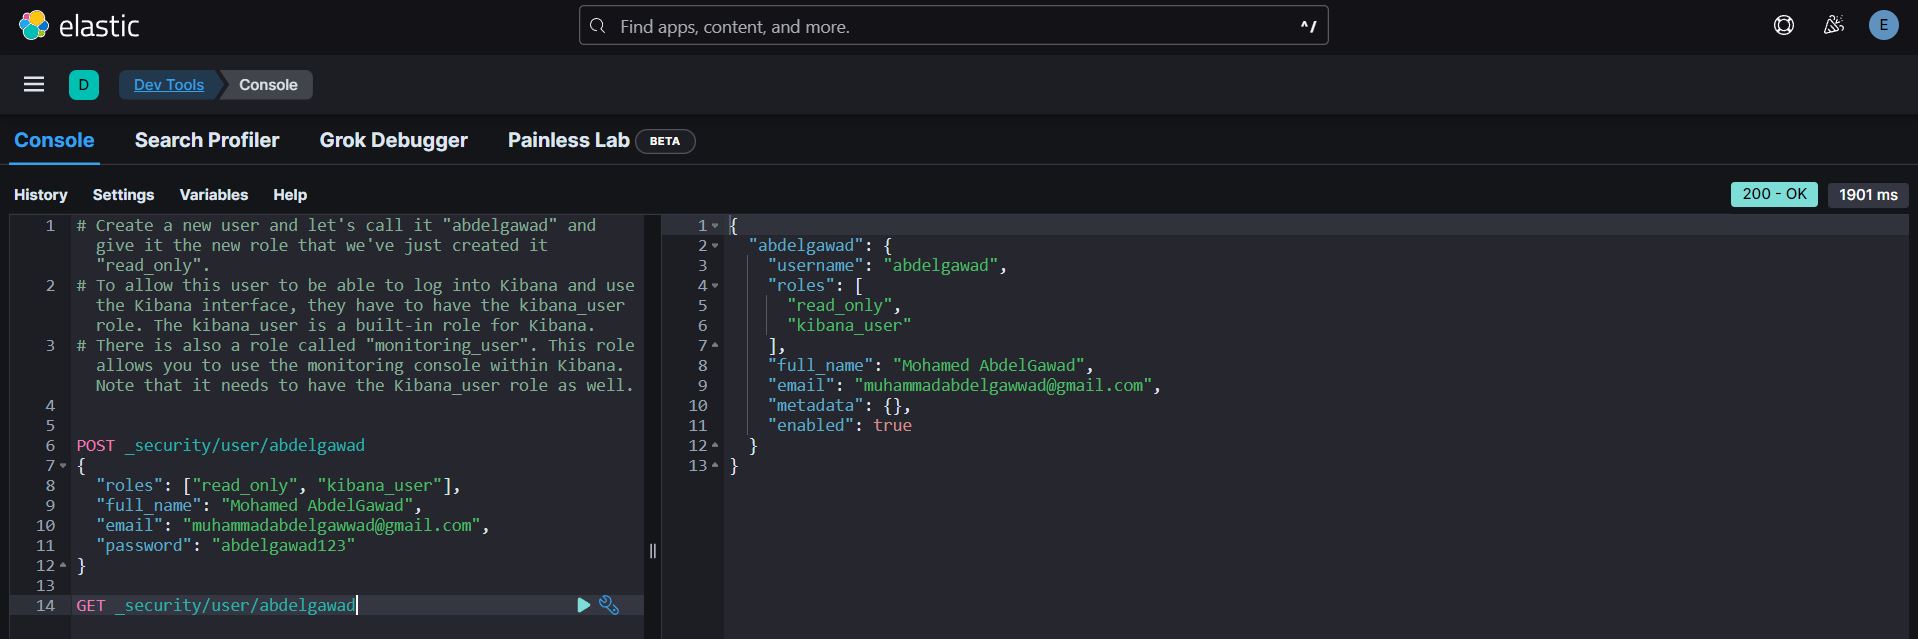 elastic
Find apps, content, and more.
^/
E
D
Dev Tools
Console
Console
Search Profiler
Grok Debugger
Painless Lab
BETA
History
Settings
Variables
Help
200 - OK
1901 ms
1 # Create a new user and let's call it "abdelgawad" and
give it the new role that we've just created it
"read_only".
2 # To allow this user to be able to log into Kibana and use
the Kibana interface, they have to have the kibana_user
role. The kibana_user is a built-in role for Kibana.
3 # There is also a role called "monitoring_user". This role
allows you to use the monitoring console within Kibana.
Note that it needs to have the Kibana_user role as well.
4
5
6 POST _security/user/abdelgawad
7 {
8 "roles": ["read_only", "kibana_user"],
9 "full_name": "Mohamed AbdelGawad",
10 "email": "muhammadabdelgawwad@gmail.com",
11 "password": "abdelgawad123"
12 }
13
14 GET _security/user/abdelgawad
1 {
2 "abdelgawad": {
3 "username": "abdelgawad",
4 "roles": [
5 "read_only",
6 "kibana_user"
7 ],
8 "full_name": "Mohamed AbdelGawad",
9 "email": "muhammadabdelgawwad@gmail.com",
10 "metadata": {},
11 "enabled": true
12 }
13 }